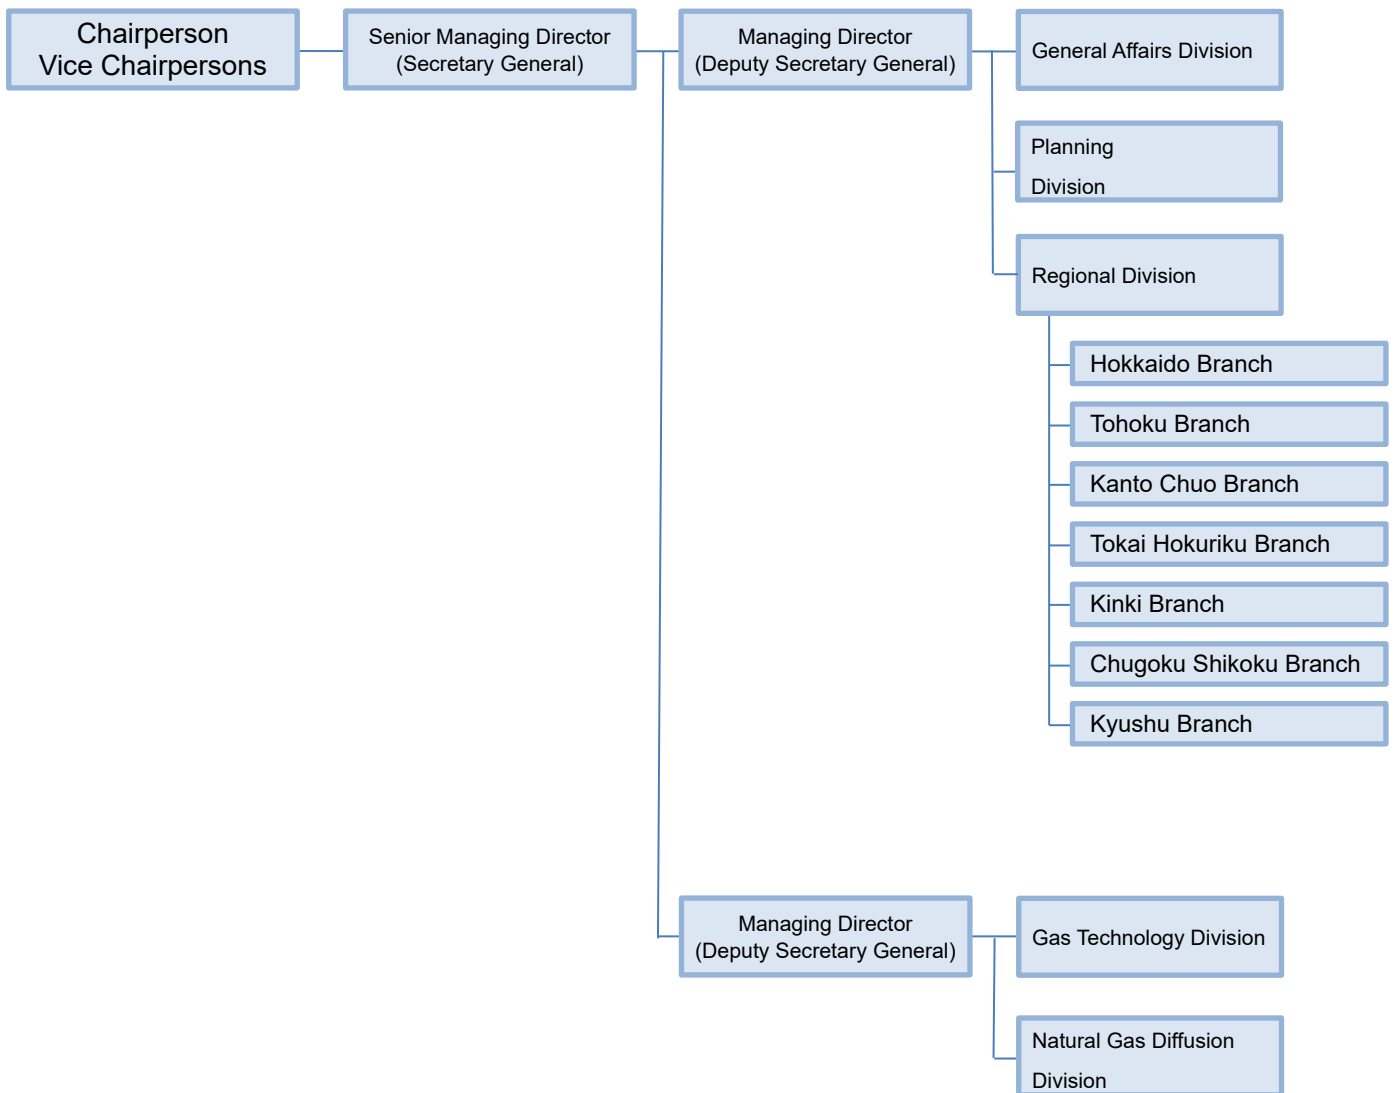 Chairperson
Vice Chairpersons
Senior Managing Director
(Secretary General)
Managing Director
(Deputy Secretary General)
General Affairs Division
Planning
Division
Regional Division
Hokkaido Branch
Tohoku Branch
Kanto Chuo Branch
Tokai Hokuriku Branch
Kinki Branch
Chugoku Shikoku Branch
Kyushu Branch
Managing Director
(Deputy Secretary General)
Gas Technology Division
Natural Gas Diffusion
Division